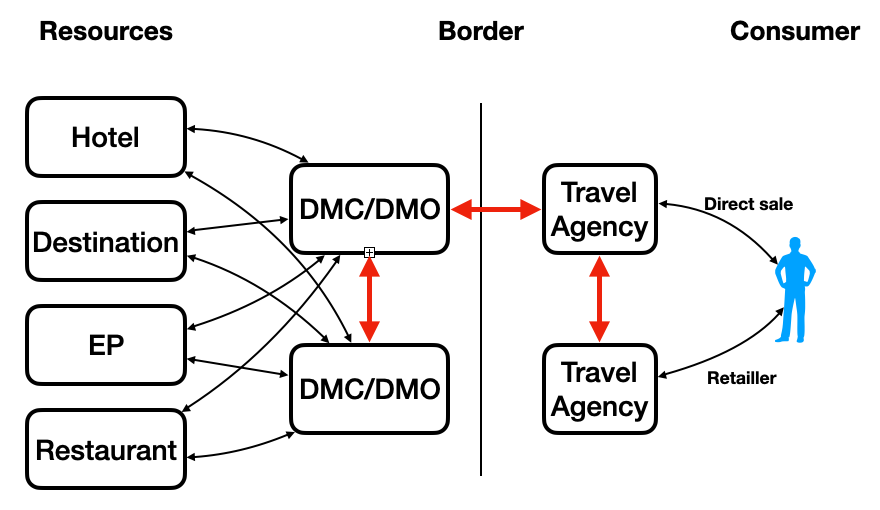 Resources
Border
Consumer
Hotel
Destination
EP
Restaurant
DMC/DMO
DMC/DMO
Travel
Agency
Travel
Agency
Direct sale
Retailler